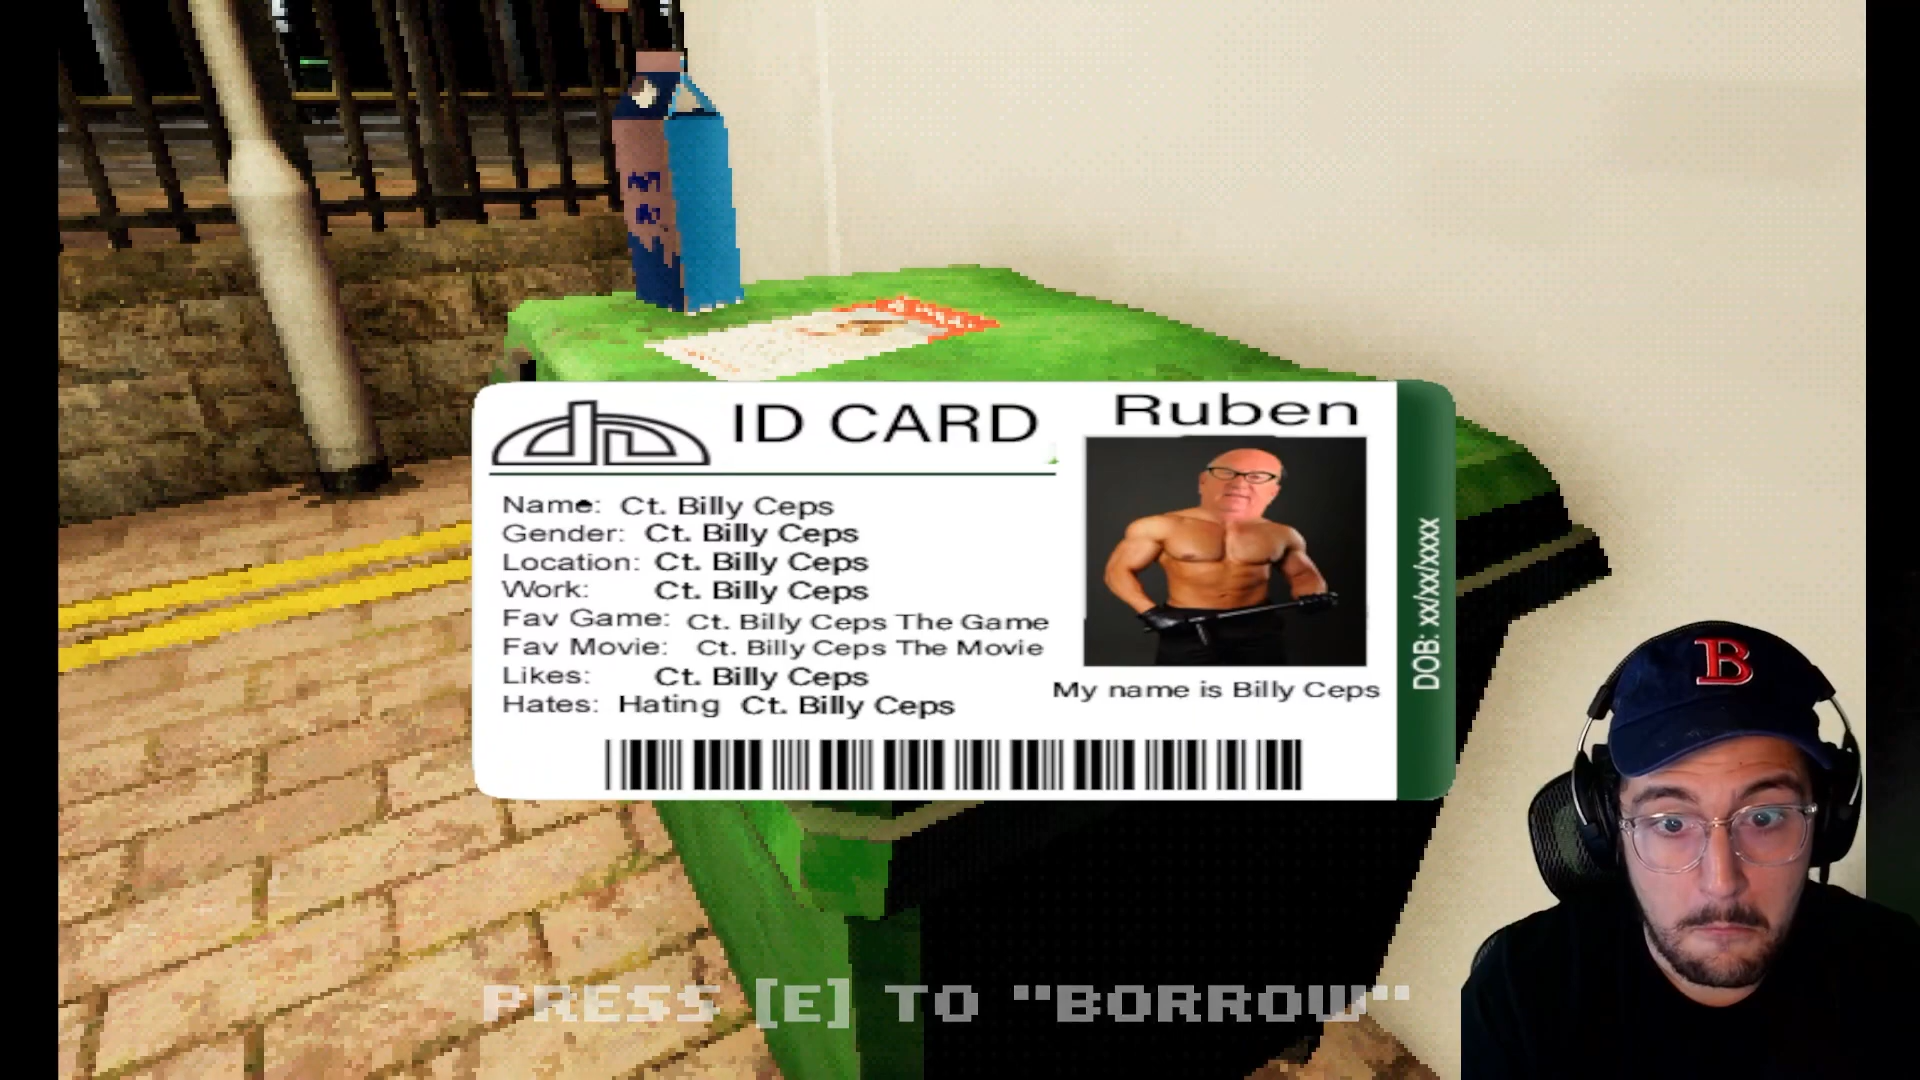 ID CARD
Ruben
Name: Ct. Billy Ceps
Gender: Ct. Billy Ceps
Location: Ct. Billy Ceps
Work: Ct. Billy Ceps
Fav Game: Ct. Billy Ceps The Game
Fav Movie: Ct. Billy Ceps The Movie
Likes: Ct. Billy Ceps
Hates: Hating Ct. Billy Ceps
My name is Billy Ceps
DOB: xx/xx/xxxx
B
PRESS [E] TO "BORROW"